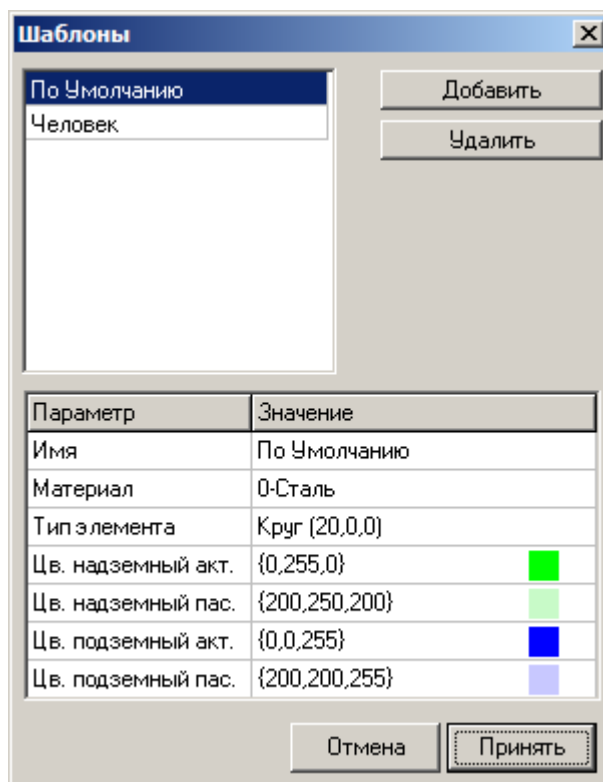 Шаблоны
По Умолчанию
Человек
Добавить
Удалить
Параметр Значение
Имя По Умолчанию
Материал 0-Сталь
Тип элемента Круг (20,0,0)
Цв. надземный акт. {0,255,0}
Цв. надземный пас. {200,250,200}
Цв. подземный акт. {0,0,255}
Цв. подземный пас. {200,200,255}
Отмена Принять